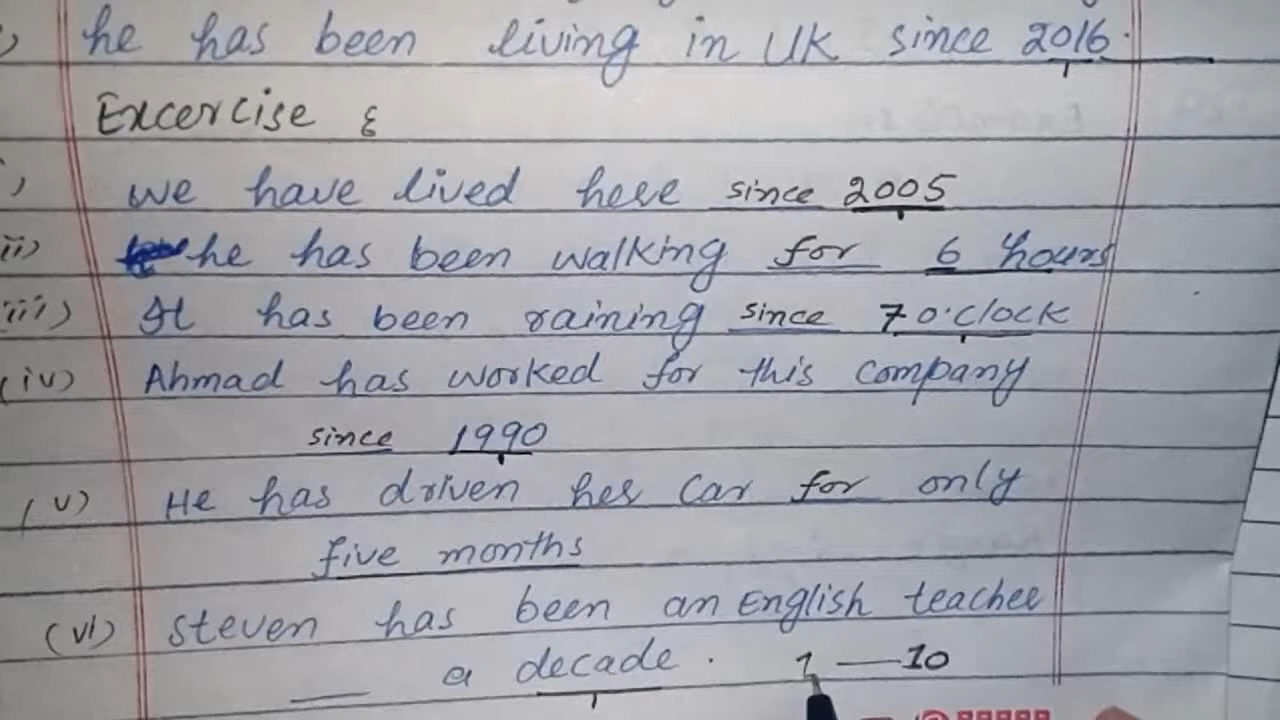 he has been living in UK since 2016.
Excercise :
we have lived here since 2005
ii) he has been walking for 6 hours
iii) It has been raining since 7 o'clock
(iv) Ahmad has worked for this company
since 1990
(v) He has driven her Car for only
five months
(vi) Steven has been an English teacher
___ a decade. 1 — 10